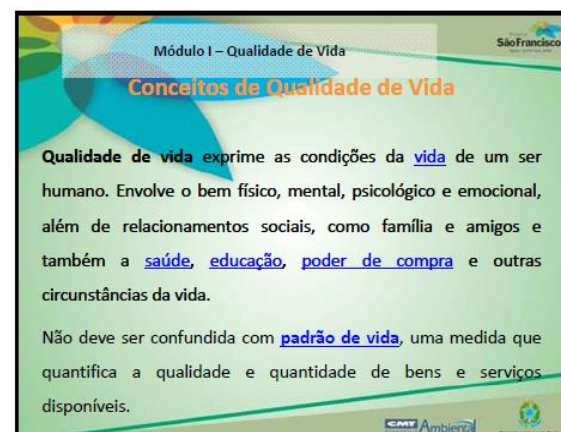 Módulo I – Qualidade de Vida
São Francisco
Conceitos de Qualidade de Vida
Qualidade de vida exprime as condições da vida de um ser
humano. Envolve o bem físico, mental, psicológico e emocional,
além de relacionamentos sociais, como família e amigos e
também a saúde, educação, poder de compra e outras
circunstâncias da vida.
Não deve ser confundida com padrão de vida, uma medida que
quantifica a qualidade e quantidade de bens e serviços
disponíveis.
CMT Ambiental